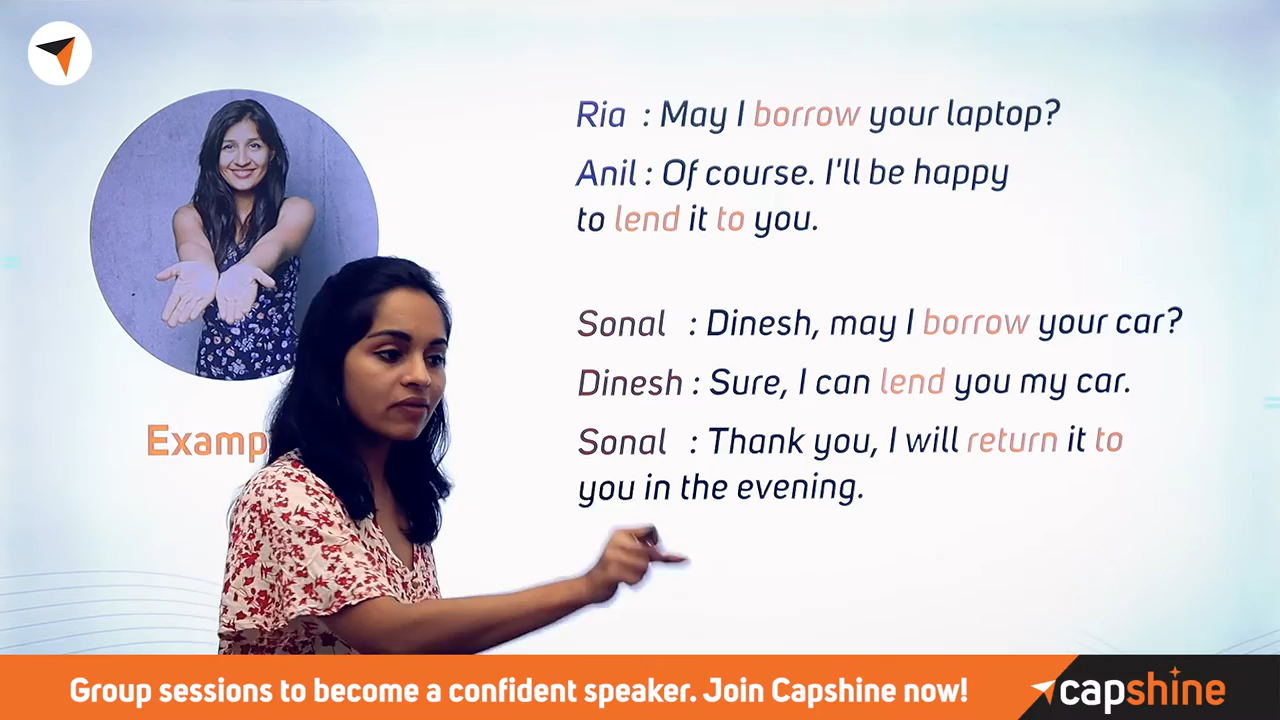 Ria : May I borrow your laptop?
Anil : Of course. I'll be happy
to lend it to you.
Sonal : Dinesh, may I borrow your car?
Dinesh : Sure, I can lend you my car.
Sonal : Thank you, I will return it to
you in the evening.
Group sessions to become a confident speaker. Join Capshine now!
capshine